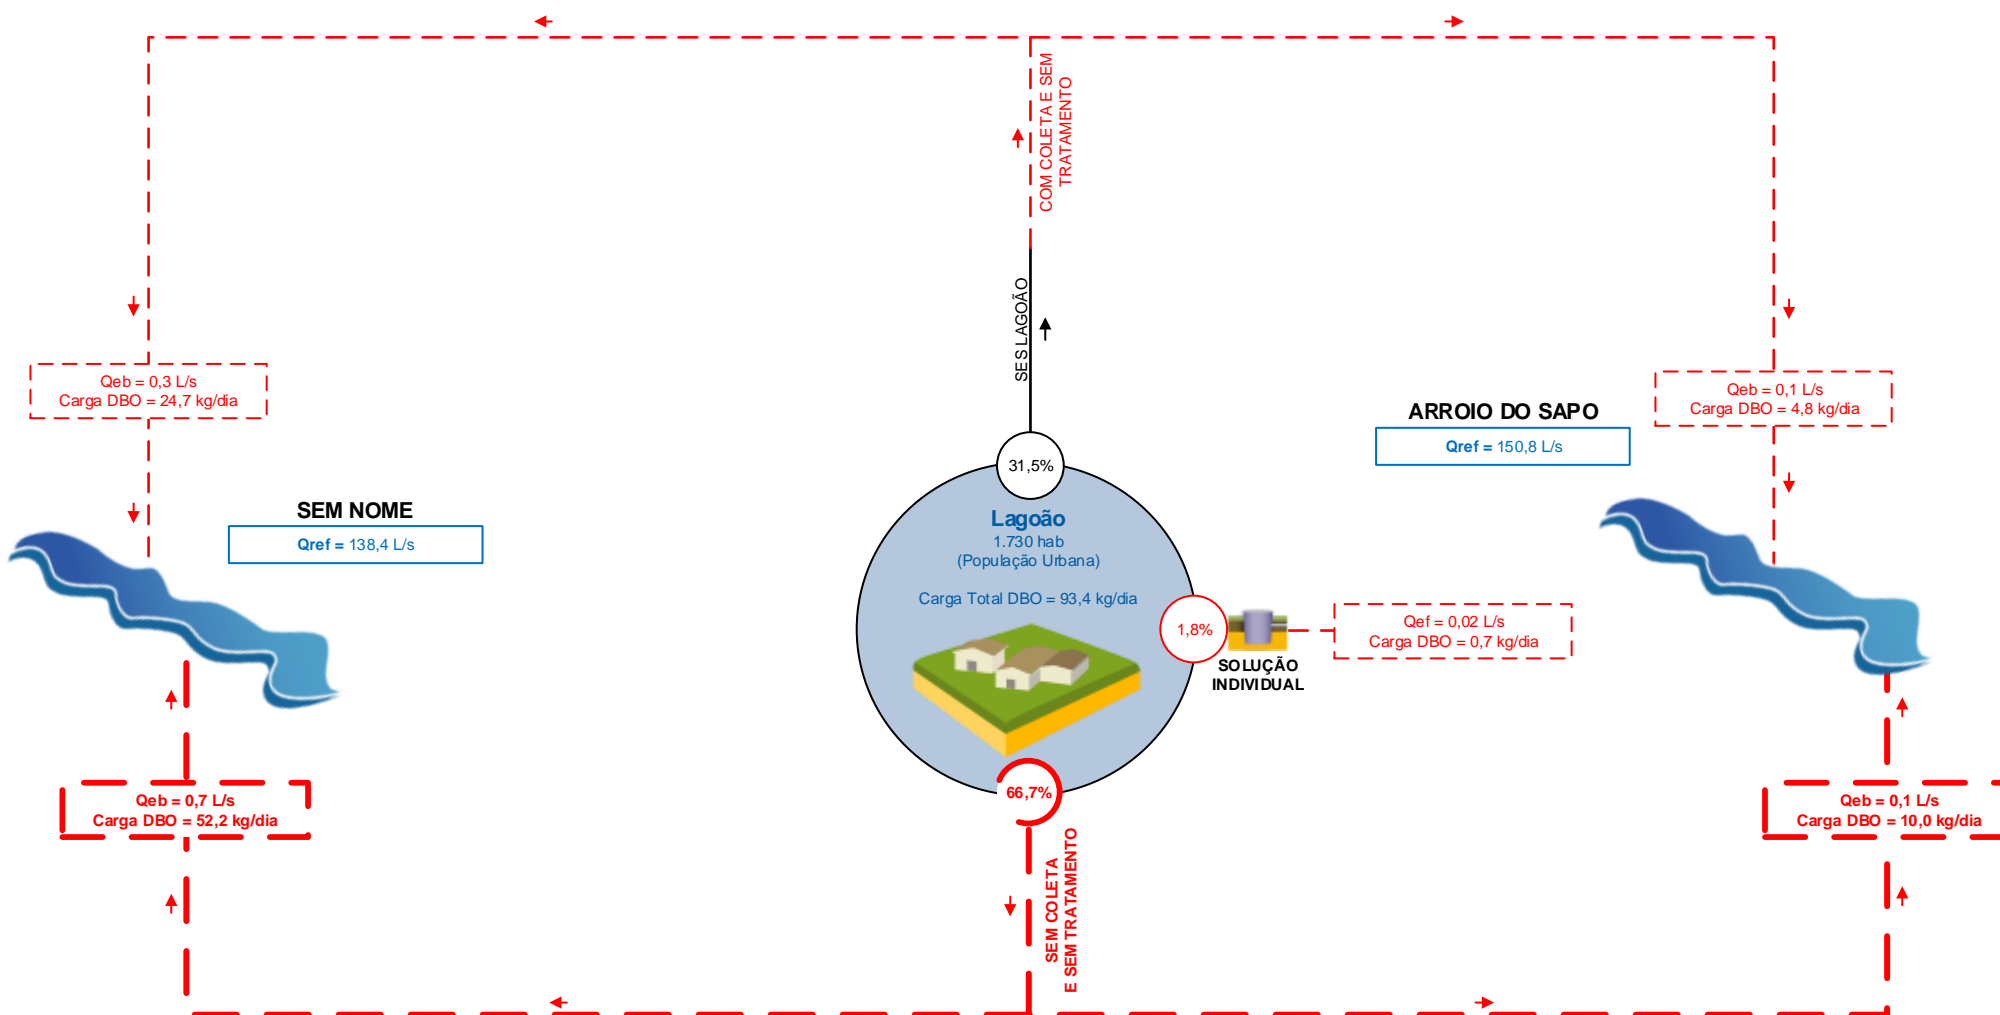 COM COLETA E SEM
TRATAMENTO
SES LAGOÃO
Qeb = 0,3 L/s
Carga DBO = 24,7 kg/dia
Qeb = 0,1 L/s
Carga DBO = 4,8 kg/dia
ARROIO DO SAPO
Qref = 150,8 L/s
31,5%
SEM NOME
Qref = 138,4 L/s
Lagoão
1.730 hab
(População Urbana)
Carga Total DBO = 93,4 kg/dia
1,8%
SOLUÇÃO
INDIVIDUAL
Qef = 0,02 L/s
Carga DBO = 0,7 kg/dia
66,7%
Qeb = 0,7 L/s
Carga DBO = 52,2 kg/dia
Qeb = 0,1 L/s
Carga DBO = 10,0 kg/dia
SEM COLETA
E SEM TRATAMENTO